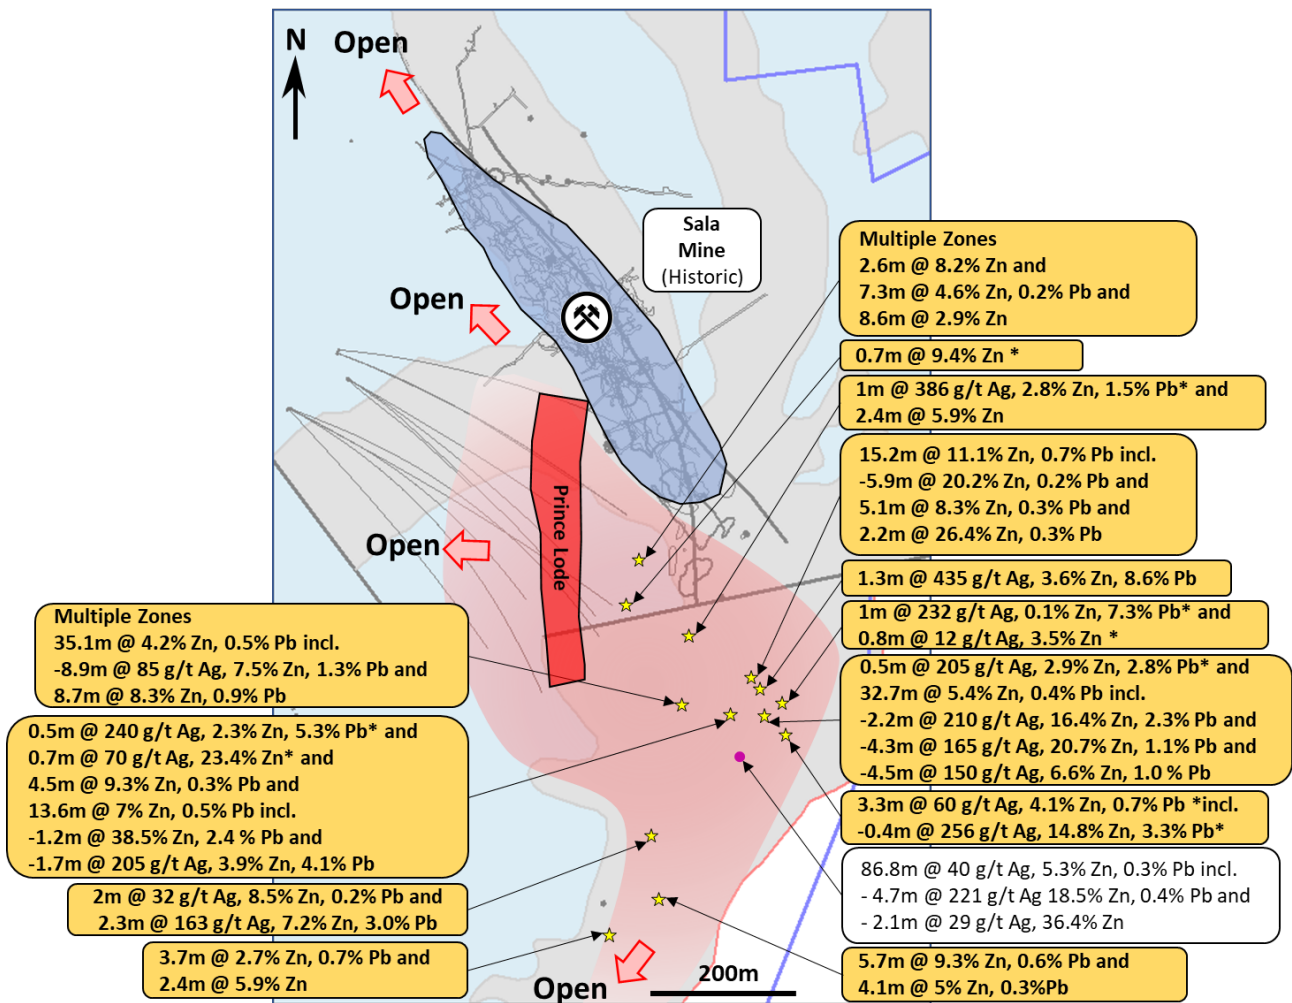 N
Open
Sala
Mine
(Historic)
Open
Open
Prince Lode
Open
200m
Multiple Zones
2.6m @ 8.2% Zn and
7.3m @ 4.6% Zn, 0.2% Pb and
8.6m @ 2.9% Zn
0.7m @ 9.4% Zn *
1m @ 386 g/t Ag, 2.8% Zn, 1.5% Pb* and
2.4m @ 5.9% Zn
15.2m @ 11.1% Zn, 0.7% Pb incl.
-5.9m @ 20.2% Zn, 0.2% Pb and
5.1m @ 8.3% Zn, 0.3% Pb and
2.2m @ 26.4% Zn, 0.3% Pb
1.3m @ 435 g/t Ag, 3.6% Zn, 8.6% Pb
1m @ 232 g/t Ag, 0.1% Zn, 7.3% Pb* and
0.8m @ 12 g/t Ag, 3.5% Zn *
0.5m @ 205 g/t Ag, 2.9% Zn, 2.8% Pb* and
32.7m @ 5.4% Zn, 0.4% Pb incl.
-2.2m @ 210 g/t Ag, 16.4% Zn, 2.3% Pb and
-4.3m @ 165 g/t Ag, 20.7% Zn, 1.1% Pb and
-4.5m @ 150 g/t Ag, 6.6% Zn, 1.0 % Pb
3.3m @ 60 g/t Ag, 4.1% Zn, 0.7% Pb *incl.
-0.4m @ 256 g/t Ag, 14.8% Zn, 3.3% Pb*
86.8m @ 40 g/t Ag, 5.3% Zn, 0.3% Pb incl.
- 4.7m @ 221 g/t Ag 18.5% Zn, 0.4% Pb and
- 2.1m @ 29 g/t Ag, 36.4% Zn
5.7m @ 9.3% Zn, 0.6% Pb and
4.1m @ 5% Zn, 0.3%Pb
Multiple Zones
35.1m @ 4.2% Zn, 0.5% Pb incl.
-8.9m @ 85 g/t Ag, 7.5% Zn, 1.3% Pb and
8.7m @ 8.3% Zn, 0.9% Pb
0.5m @ 240 g/t Ag, 2.3% Zn, 5.3% Pb* and
0.7m @ 70 g/t Ag, 23.4% Zn* and
4.5m @ 9.3% Zn, 0.3% Pb and
13.6m @ 7% Zn, 0.5% Pb incl.
-1.2m @ 38.5% Zn, 2.4 % Pb and
-1.7m @ 205 g/t Ag, 3.9% Zn, 4.1% Pb
2m @ 32 g/t Ag, 8.5% Zn, 0.2% Pb and
2.3m @ 163 g/t Ag, 7.2% Zn, 3.0% Pb
3.7m @ 2.7% Zn, 0.7% Pb and
2.4m @ 5.9% Zn